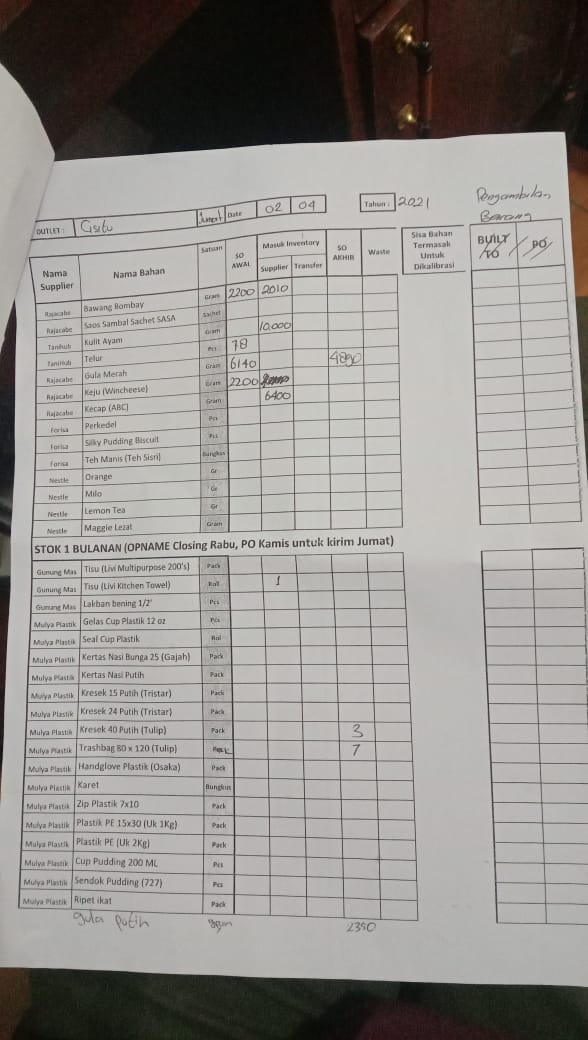 Pengambilan
Barang
OUTLET : Cisitu Jumat Date 02 04 Tahun : 2021
Nama Supplier Nama Bahan Satuan SO AWAL Masuk Inventory Supplier Transfer SO AKHIR Waste Sisa Bahan Termasak Untuk Dikalibrasi BUILT TO PO
Rajacabe Bawang Bombay Gram 2200 2010
Rajacabe Saos Sambal Sachet SASA Sachet
Tanihub Kulit Ayam Gram 10,000
Tanihub Telur Pcs 78
Rajacabe Gula Merah Gram 6140 4890
Rajacabe Keju (Wincheese) Gram 2200
Rajacabe Kecap (ABC) Gram 6400
Forisa Perkedel Pcs
Forisa Silky Pudding Biscuit Pcs
Forisa Teh Manis (Teh Sisri) Bungkus
Nestle Orange Gr
Nestle Milo Gr
Nestle Lemon Tea Gr
Nestle Maggie Lezat Gram
STOK 1 BULANAN (OPNAME Closing Rabu, PO Kamis untuk kirim Jumat)
Gunung Mas Tisu (Livi Multipurpose 200's) Pack
Gunung Mas Tisu (Livi Kitchen Towel) Roll 1
Gunung Mas Lakban bening 1/2' Pcs
Mulya Plastik Gelas Cup Plastik 12 oz Pcs
Mulya Plastik Seal Cup Plastik Rol
Mulya Plastik Kertas Nasi Bunga 25 (Gajah) Pack
Mulya Plastik Kertas Nasi Putih Pack
Mulya Plastik Kresek 15 Putih (Tristar) Pack
Mulya Plastik Kresek 24 Putih (Tristar) Pack
Mulya Plastik Kresek 40 Putih (Tulip) Pack 3
Mulya Plastik Trashbag 80 x 120 (Tulip) Pack 7
Mulya Plastik Handglove Plastik (Osaka) Pack
Mulya Plastik Karet Bungkus
Mulya Plastik Zip Plastik 7x10 Pack
Mulya Plastik Plastik PE 15x30 (Uk 1Kg) Pack
Mulya Plastik Plastik PE (Uk 2Kg) Pack
Mulya Plastik Cup Pudding 200 ML Pcs
Mulya Plastik Sendok Pudding (727) Pcs
Mulya Plastik Ripet ikat Pack
gula putih gram 2350